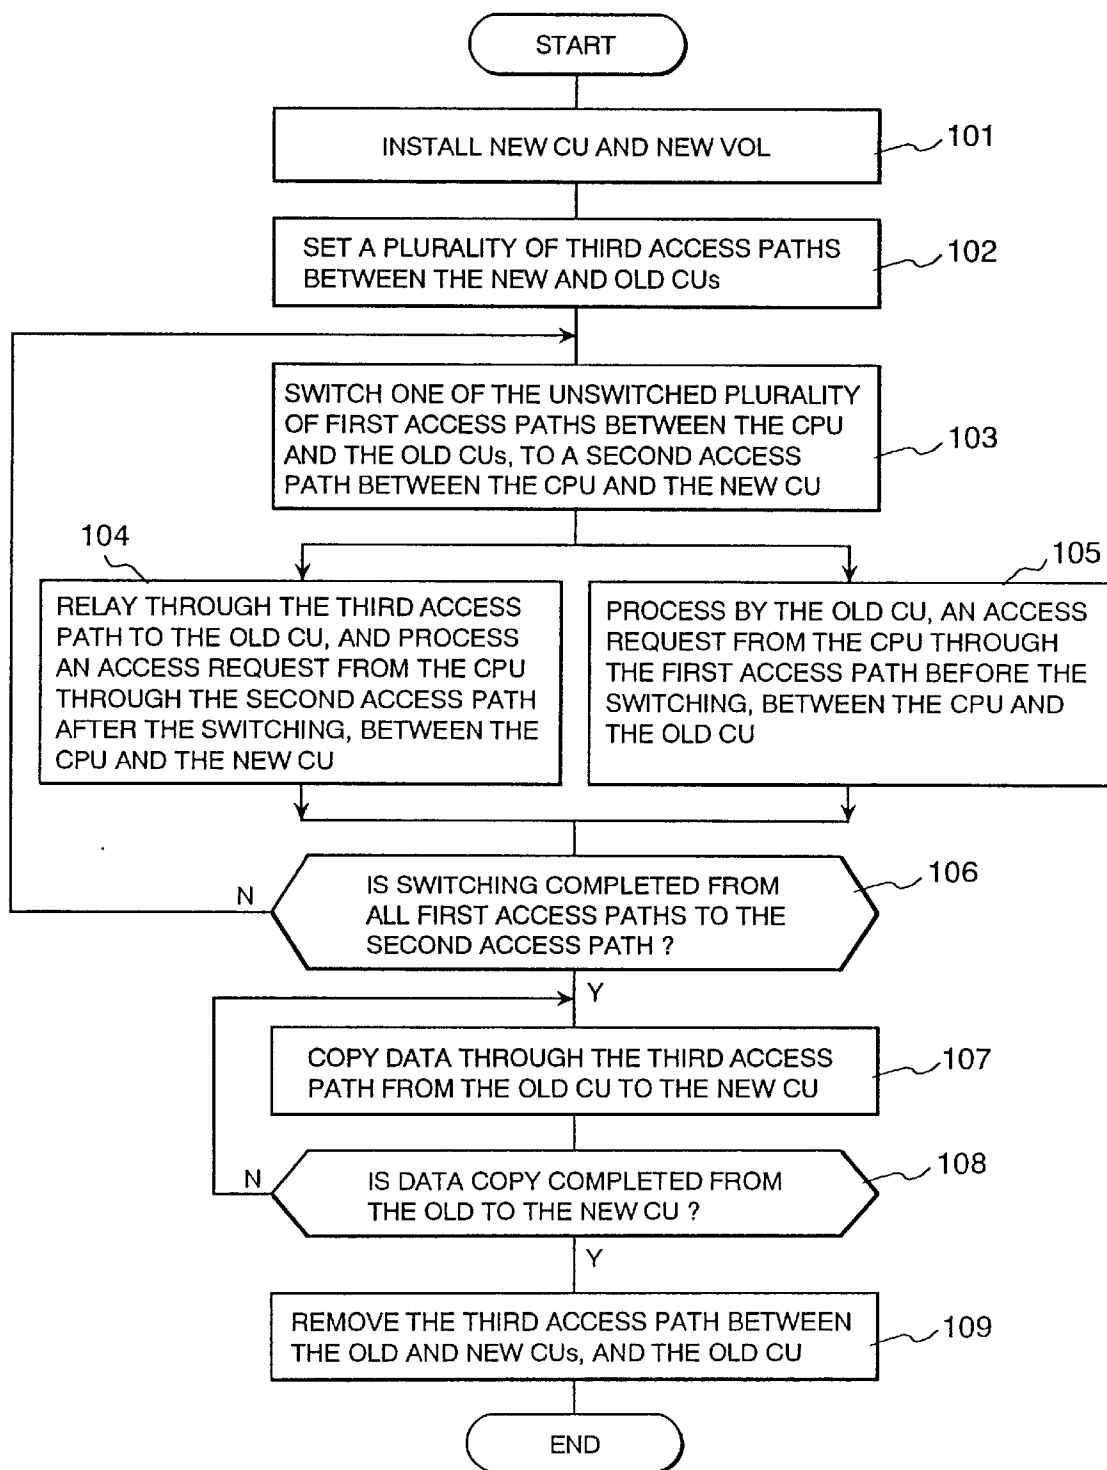 START
INSTALL NEW CU AND NEW VOL
101
SET A PLURALITY OF THIRD ACCESS PATHS
BETWEEN THE NEW AND OLD CUs
102
SWITCH ONE OF THE UNSWITCHED PLURALITY
OF FIRST ACCESS PATHS BETWEEN THE CPU
AND THE OLD CUs, TO A SECOND ACCESS
PATH BETWEEN THE CPU AND THE NEW CU
103
104
RELAY THROUGH THE THIRD ACCESS
PATH TO THE OLD CU, AND PROCESS
AN ACCESS REQUEST FROM THE CPU
THROUGH THE SECOND ACCESS PATH
AFTER THE SWITCHING, BETWEEN THE
CPU AND THE NEW CU
105
PROCESS BY THE OLD CU, AN ACCESS
REQUEST FROM THE CPU THROUGH
THE FIRST ACCESS PATH BEFORE THE
SWITCHING, BETWEEN THE CPU AND
THE OLD CU
106
N
IS SWITCHING COMPLETED FROM
ALL FIRST ACCESS PATHS TO THE
SECOND ACCESS PATH ?
Y
COPY DATA THROUGH THE THIRD ACCESS
PATH FROM THE OLD CU TO THE NEW CU
107
N
IS DATA COPY COMPLETED FROM
THE OLD TO THE NEW CU ?
108
Y
REMOVE THE THIRD ACCESS PATH BETWEEN
THE OLD AND NEW CUs, AND THE OLD CU
109
END